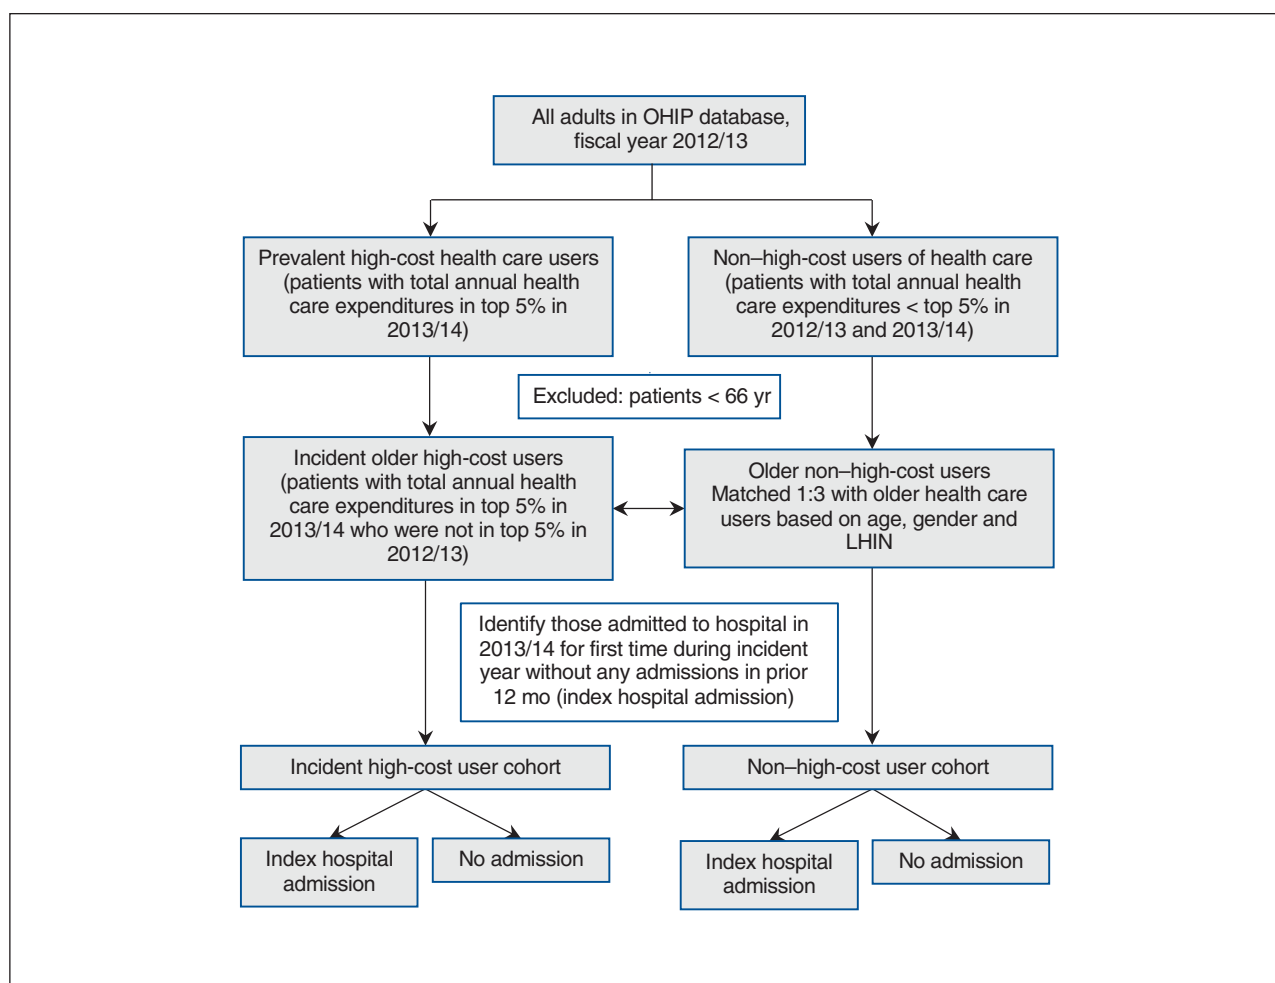 All adults in OHIP database,
fiscal year 2012/13
Prevalent high-cost health care users
(patients with total annual health
care expenditures in top 5% in
2013/14)
Non–high-cost users of health care
(patients with total annual health
care expenditures < top 5% in
2012/13 and 2013/14)
Excluded: patients < 66 yr
Incident older high-cost users
(patients with total annual health
care expenditures in top 5% in
2013/14 who were not in top 5% in
2012/13)
Older non–high-cost users
Matched 1:3 with older health care
users based on age, gender and
LHIN
Identify those admitted to hospital in
2013/14 for first time during incident
year without any admissions in prior
12 mo (index hospital admission)
Incident high-cost user cohort
Non–high-cost user cohort
Index hospital
admission
No admission
Index hospital
admission
No admission